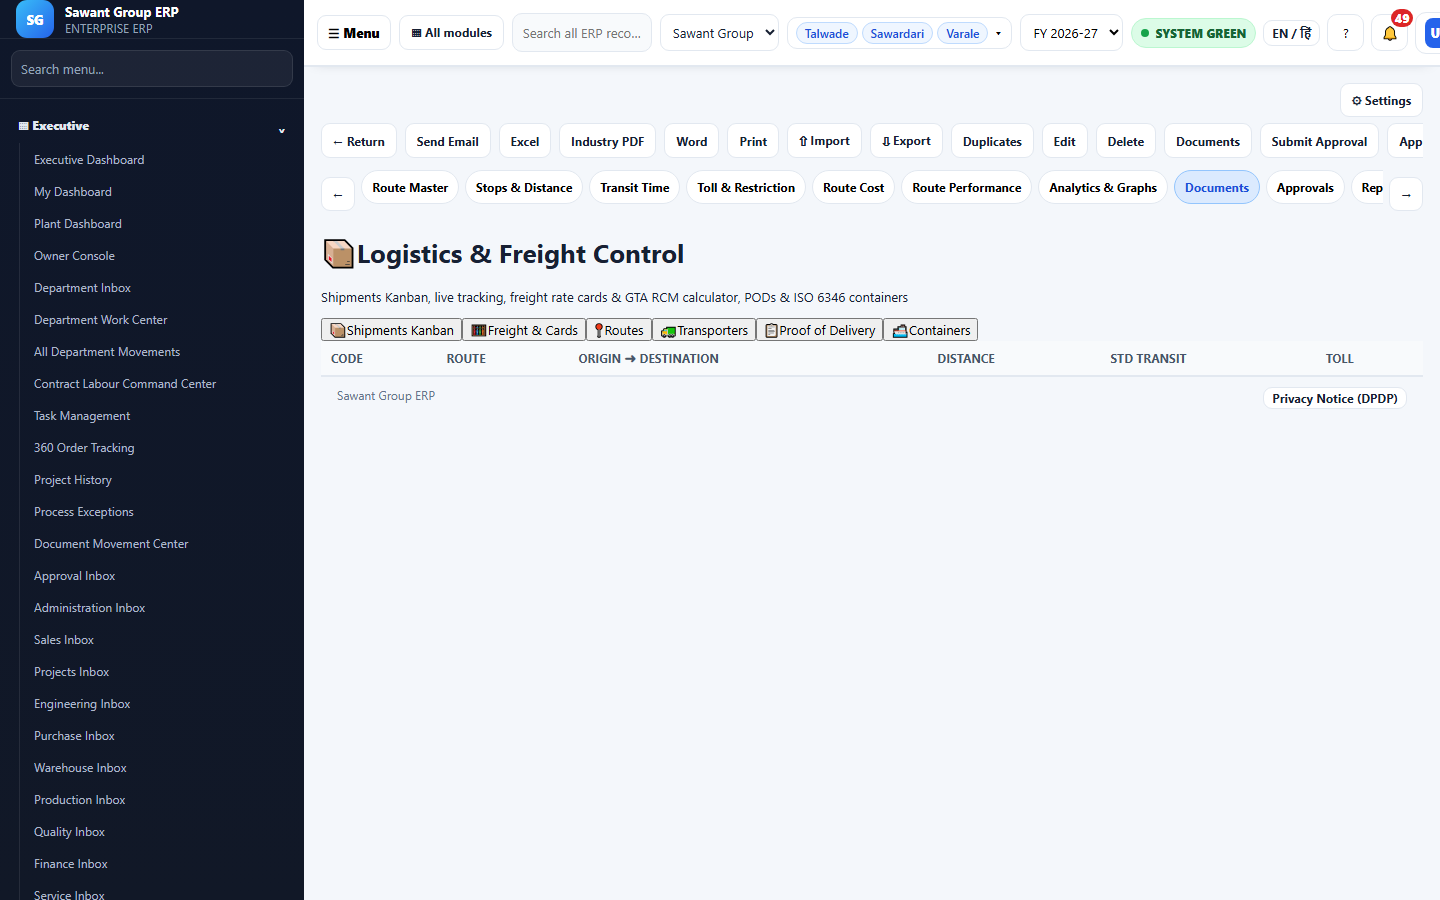 SG
Sawant Group ERP
ENTERPRISE ERP
Search menu...
Executive
Executive Dashboard
My Dashboard
Plant Dashboard
Owner Console
Department Inbox
Department Work Center
All Department Movements
Contract Labour Command Center
Task Management
360 Order Tracking
Project History
Process Exceptions
Document Movement Center
Approval Inbox
Administration Inbox
Sales Inbox
Projects Inbox
Engineering Inbox
Purchase Inbox
Warehouse Inbox
Production Inbox
Quality Inbox
Finance Inbox
Service Inbox
☰ Menu All modules Search all ERP reco... Sawant Group Talwade Sawardari Varale FY 2026-27 SYSTEM GREEN EN / हिं ? 49 U
⚙ Settings
← Return Send Email Excel Industry PDF Word Print ⇧ Import ⇩ Export Duplicates Edit Delete Documents Submit Approval App
← Route Master Stops & Distance Transit Time Toll & Restriction Route Cost Route Performance Analytics & Graphs Documents Approvals Rep →
Logistics & Freight Control
Shipments Kanban, live tracking, freight rate cards & GTA RCM calculator, PODs & ISO 6346 containers
Shipments Kanban Freight & Cards Routes Transporters Proof of Delivery Containers
CODE ROUTE ORIGIN → DESTINATION DISTANCE STD TRANSIT TOLL
Sawant Group ERP Privacy Notice (DPDP)